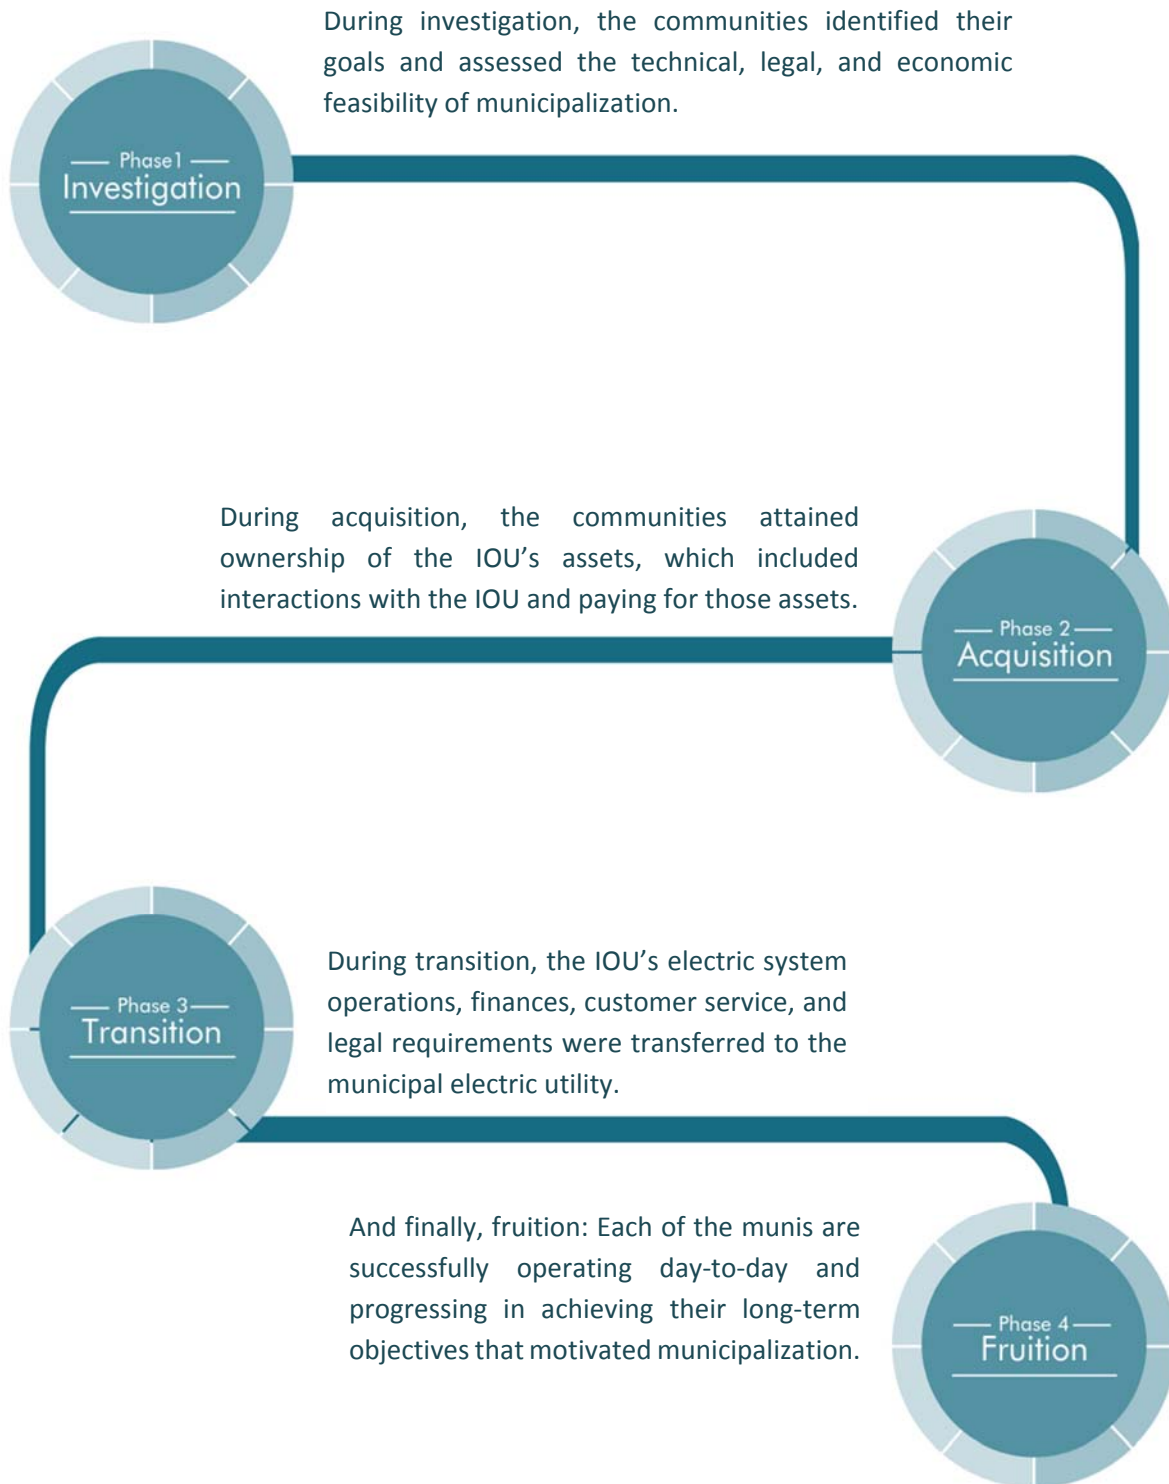 During investigation, the communities identified their
goals and assessed the technical, legal, and economic
feasibility of municipalization.
Phase1
Investigation
During acquisition, the communities attained
ownership of the IOU’s assets, which included
interactions with the IOU and paying for those assets.
Phase 2
Acquisition
Phase 3
Transition
During transition, the IOU’s electric system
operations, finances, customer service, and
legal requirements were transferred to the
municipal electric utility.
And finally, fruition: Each of the munis are
successfully operating day-to-day and
progressing in achieving their long-term
objectives that motivated municipalization.
Phase 4
Fruition